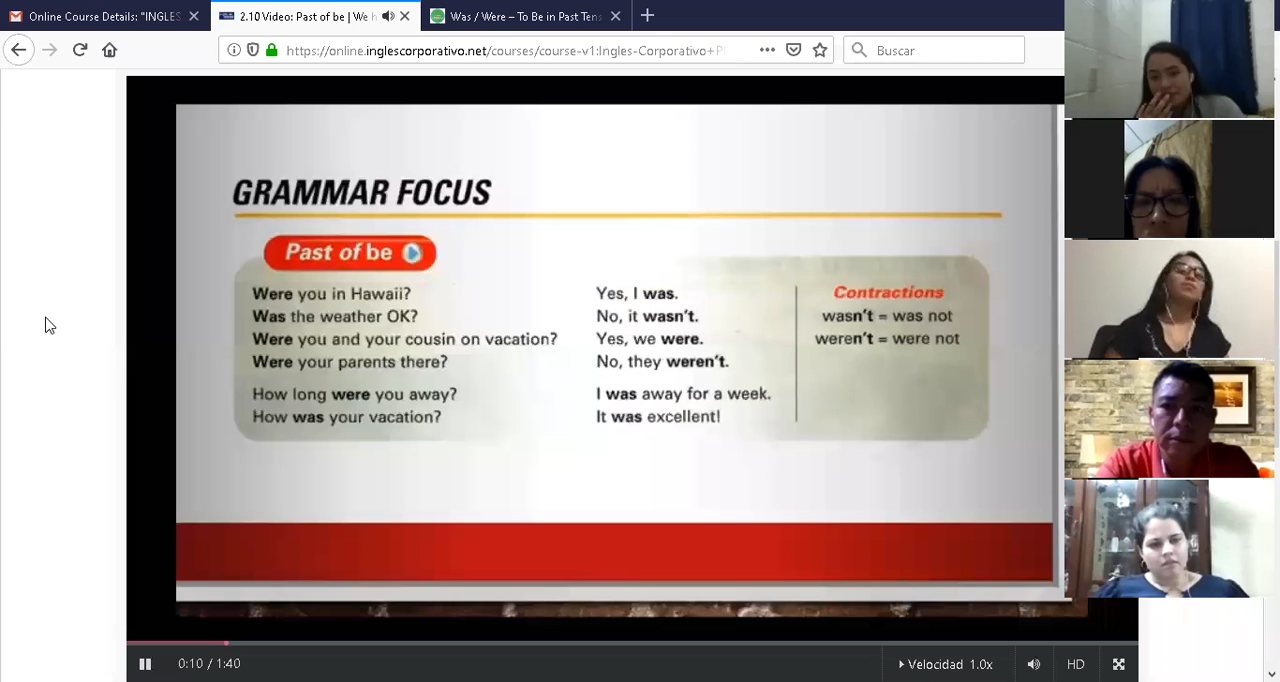 Online Course Details: "INGLES
2.10 Video: Past of be | We h
Was / Were – To Be in Past Tens
https://online.inglescorporativo.net/courses/course-v1:Ingles-Corporativo+P
Buscar
GRAMMAR FOCUS
Past of be
Were you in Hawaii? Yes, I was.
Was the weather OK? No, it wasn't.
Were you and your cousin on vacation? Yes, we were.
Were your parents there? No, they weren't.
How long were you away? I was away for a week.
How was your vacation? It was excellent!
Contractions
wasn't = was not
weren't = were not
0:10 / 1:40
Velocidad 1.0x
HD